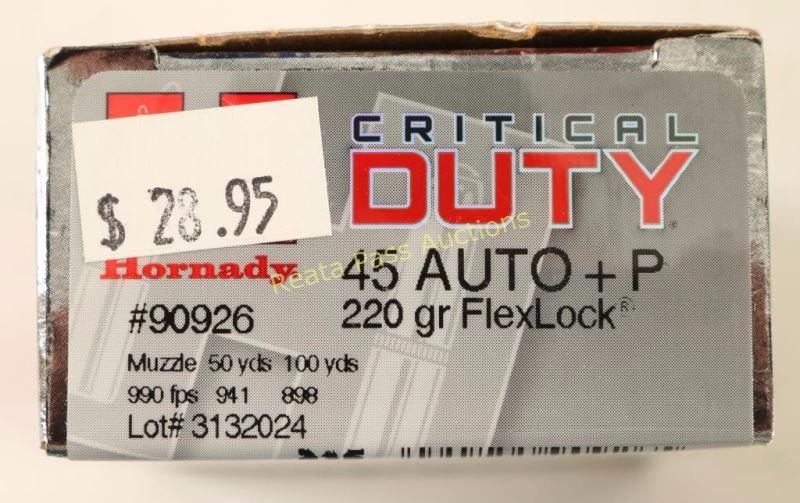 CRITICAL
DUTY
$ 28.95
Hornady
45 AUTO + P
#90926
220 gr FlexLock®
Muzzle 50 yds 100 yds
990 fps 941 898
Lot# 3132024
Reata Pass Auctions